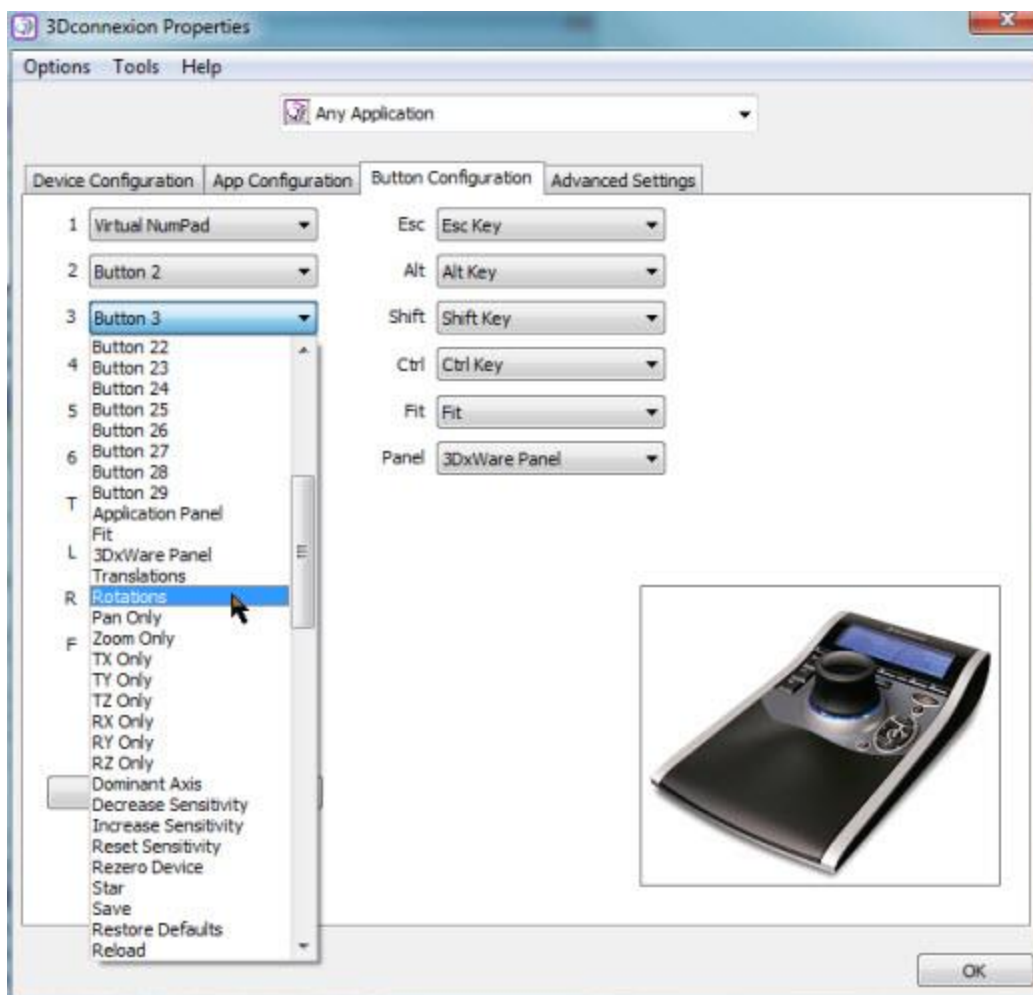 3Dconnexion Properties
Options Tools Help
Any Application
Device Configuration App Configuration Button Configuration Advanced Settings
1 Virtual NumPad Esc Esc Key
2 Button 2 Alt Alt Key
3 Button 3 Shift Shift Key
Button 22
4 Button 23 Ctrl Ctrl Key
Button 24
5 Button 25 Fit Fit
Button 26
6 Button 27 Panel 3DxWare Panel
Button 28
Button 29
T
Application Panel
Fit
L 3DxWare Panel
Translations
R Rotations
Pan Only
F Zoom Only
TX Only
TY Only
TZ Only
RX Only
RY Only
RZ Only
Dominant Axis
Decrease Sensitivity
Increase Sensitivity
Reset Sensitivity
Rezero Device
Star
Save
Restore Defaults
Reload
OK